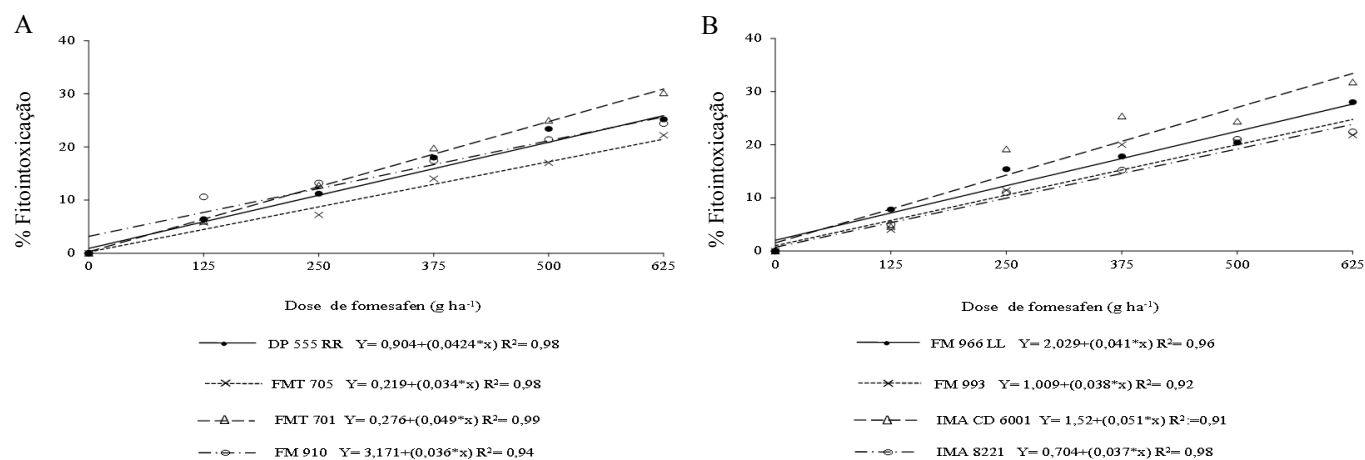 A
% Fitointoxicação
40
30
20
10
0
0 125 250 375 500 625
Dose de fomesafen (g ha⁻¹)
DP 555 RR Y= 0,904+(0,0424*x) R²= 0,98
FMT 705 Y= 0,219+(0,034*x) R²= 0,98
FMT 701 Y= 0,276+(0,049*x) R²= 0,99
FM 910 Y= 3,171+(0,036*x) R²= 0,94
B
% Fitointoxicação
40
30
20
10
0
0 125 250 375 500 625
Dose de fomesafen (g ha⁻¹)
FM 966 LL Y= 2,029+(0,041*x) R²= 0,96
FM 993 Y= 1,009+(0,038*x) R²= 0,92
IMA CD 6001 Y= 1,52+(0,051*x) R²=0,91
IMA 8221 Y= 0,704+(0,037*x) R²= 0,98